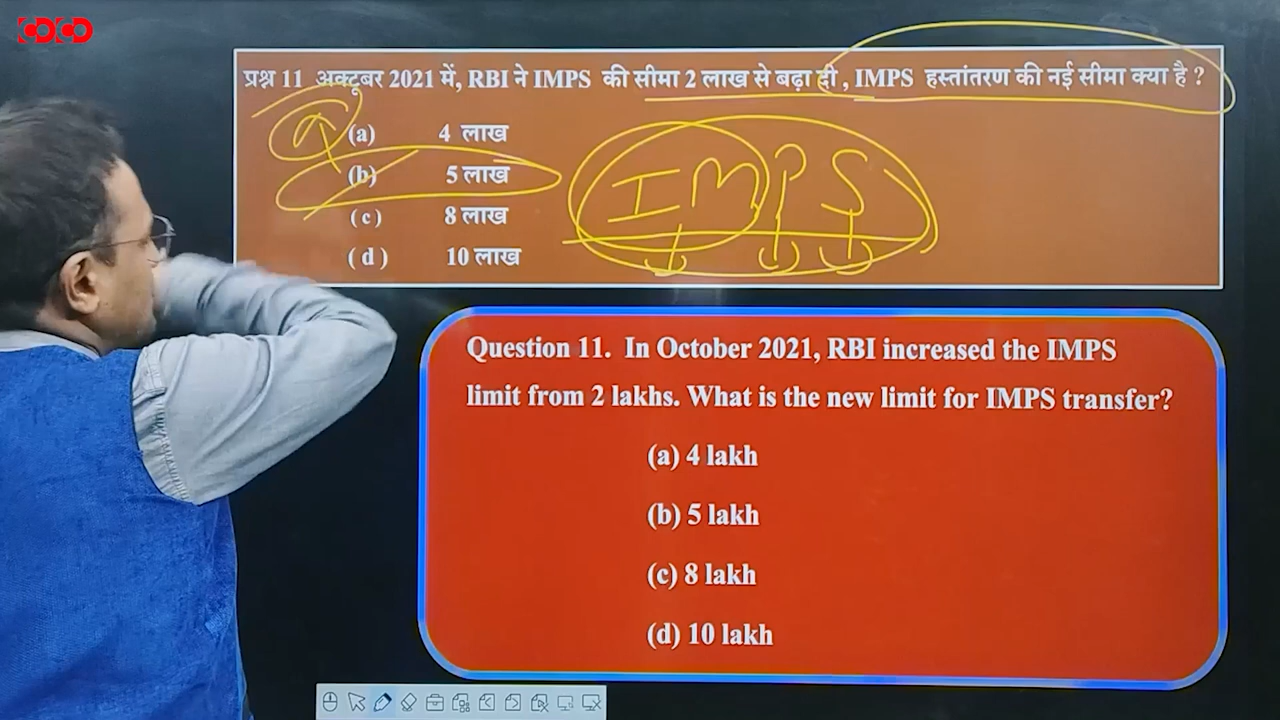 COCO
प्रश्न 11 अक्टूबर 2021 में, RBI ने IMPS की सीमा 2 लाख से बढ़ा दी , IMPS हस्तांतरण की नई सीमा क्या है ?
(a) 4 लाख
(b) 5 लाख
(c) 8 लाख
(d) 10 लाख
IMPS
Question 11. In October 2021, RBI increased the IMPS
limit from 2 lakhs. What is the new limit for IMPS transfer?
(a) 4 lakh
(b) 5 lakh
(c) 8 lakh
(d) 10 lakh